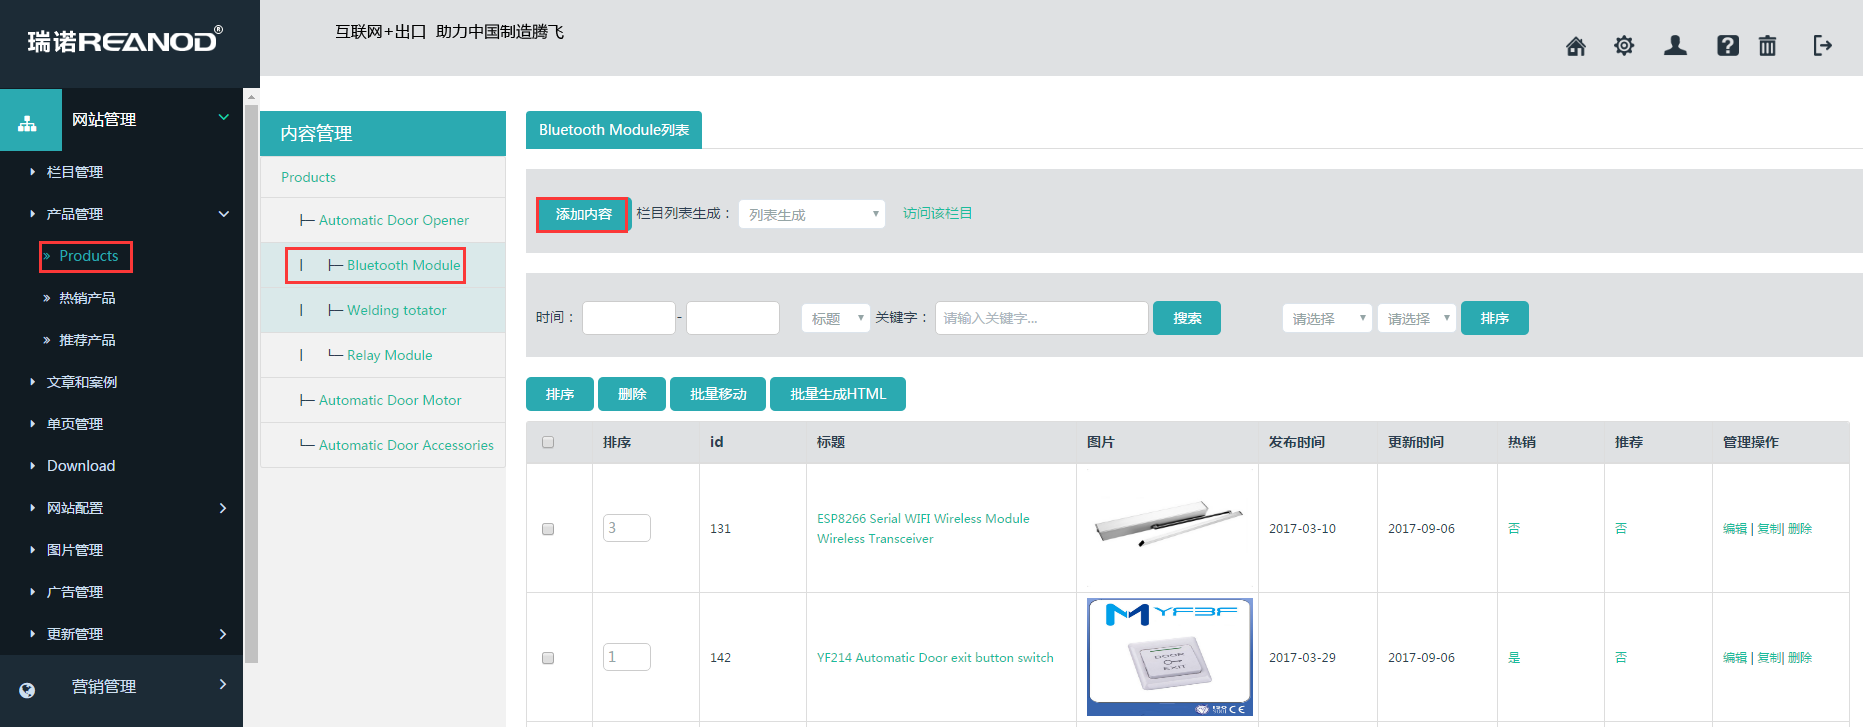 瑞诺REANOD®
互联网+出口 助力中国制造腾飞
网站管理
栏目管理
产品管理
» Products
» 热销产品
» 推荐产品
文章和案例
单页管理
Download
网站配置
图片管理
广告管理
更新管理
营销管理
内容管理
Products
├─ Automatic Door Opener
| ├─ Bluetooth Module
| ├─ Welding totator
| └─ Relay Module
├─ Automatic Door Motor
└─ Automatic Door Accessories
Bluetooth Module列表
添加内容 栏目列表生成： 列表生成 访问该栏目
时间： - 标题 关键字： 请输入关键字... 搜索 请选择 请选择 排序
排序 删除 批量移动 批量生成HTML
排序 id 标题 图片 发布时间 更新时间 热销 推荐 管理操作
3 131 ESP8266 Serial WIFI Wireless Module 2017-03-10 2017-09-06 否 否 编辑 | 复制| 删除
Wireless Transceiver
YFBF
DOOR
EXIT
CE
1 142 YF214 Automatic Door exit button switch 2017-03-29 2017-09-06 是 否 编辑 | 复制| 删除